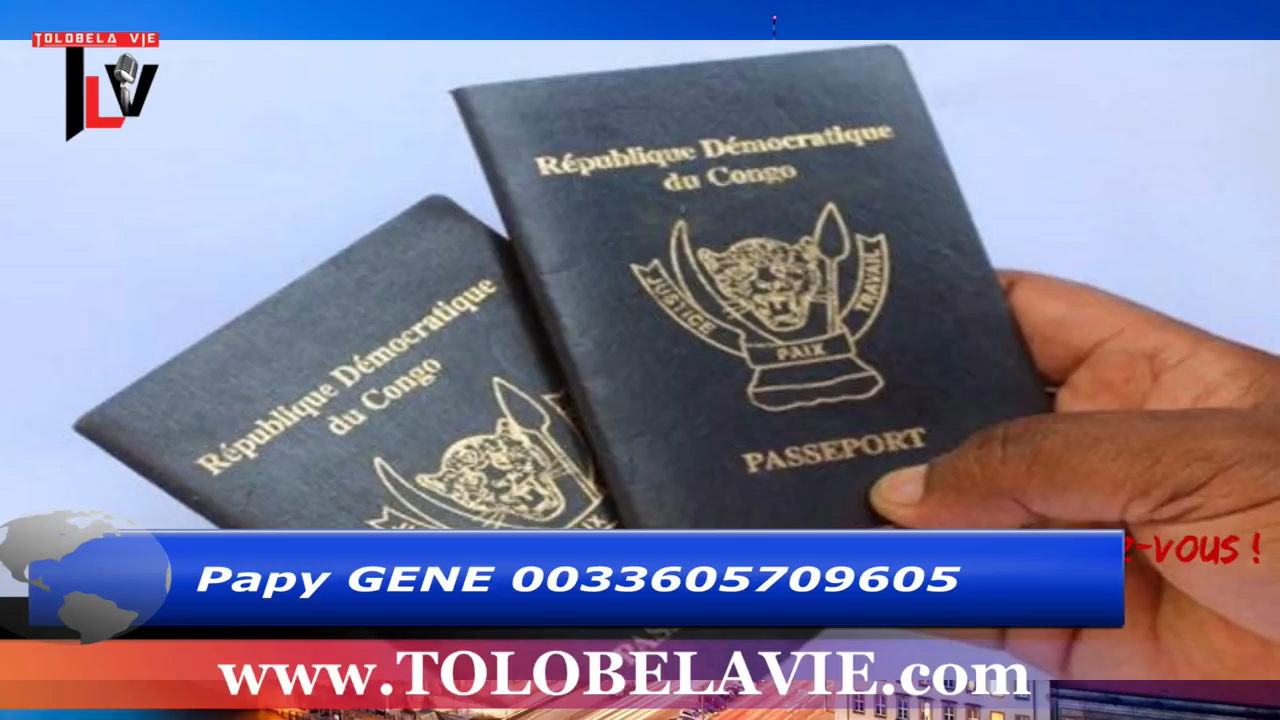 TOLOBELA VIE
TLV
République Démocratique
du Congo
JUSTICE
PAIX
TRAVAIL
PASSEPORT
République Démocratique
du Congo
-VOUS !
Papy GENE 0033605709605
www.TOLOBELAVIE.com